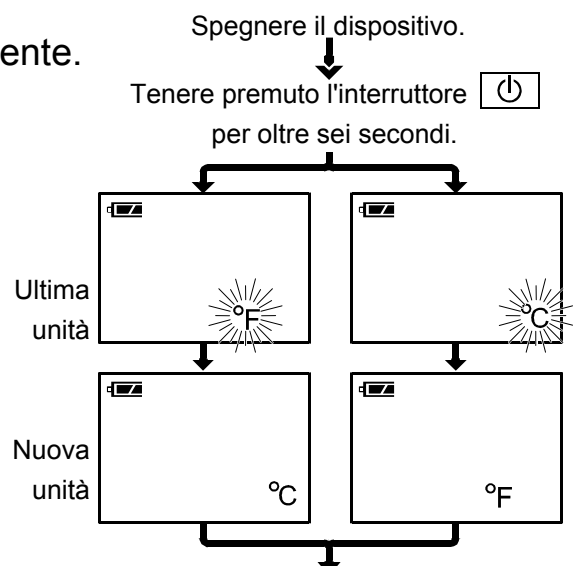 Spegnere il dispositivo.
ente.
Tenere premuto l'interruttore
per oltre sei secondi.
Ultima
unità
°F
°C
Nuova
unità
°C
°F